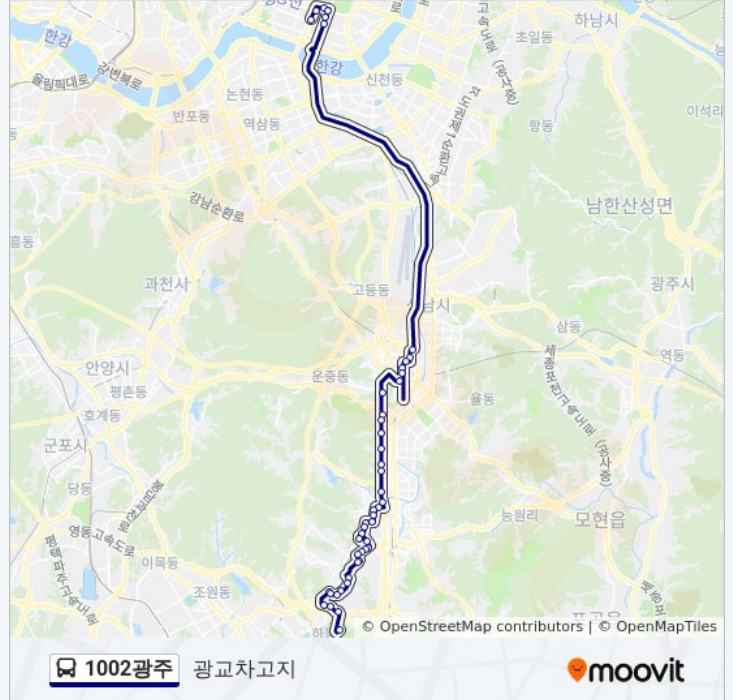 하남시
초일동
한강
강변북로
올림픽대로
한강
신천동
논현동
반포동
역삼동
항동
이석리
강남순환로
남한산성면
과천시
고등동
광주시
삼동
역동
안양시
평촌동
운중동
호계동
율동
군포시
당동
영동고속도로
이목동
조원동
능원리
모현읍
© OpenStreetMap contributors | © OpenMapTiles
1002광주 광교차고지
moovit